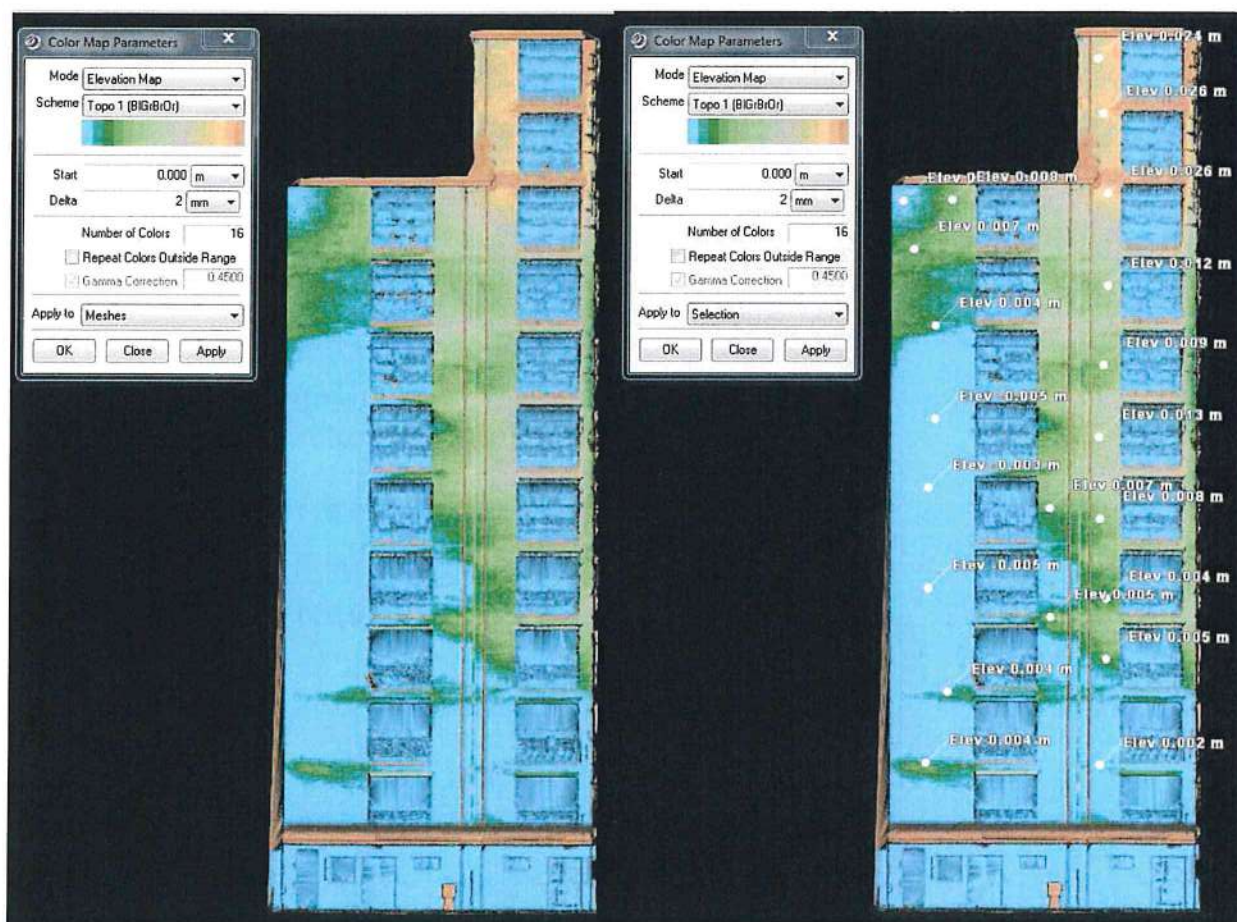 Color Map Parameters X
Mode Elevation Map
Scheme Topo 1 (BlGrBrOr)
Start 0.000 m
Delta 2 mm
Number of Colors 16
Repeat Colors Outside Range
Gamma Correction 0.4500
Apply to Meshes
OK Close Apply
Color Map Parameters X
Mode Elevation Map
Scheme Topo 1 (BlGrBrOr)
Start 0.000 m
Delta 2 mm
Number of Colors 16
Repeat Colors Outside Range
Gamma Correction 0.4500
Apply to Selection
OK Close Apply
Elev 0.024 m
Elev 0.026 m
Elev 0.026 m
Elev Elev 0.008 m
Elev 0.007 m
Elev 0.012 m
Elev 0.004 m
Elev 0.009 m
Elev -0.005 m
Elev 0.013 m
Elev -0.003 m
Elev 0.007 m
Elev 0.008 m
Elev -0.005 m
Elev 0.004 m
Elev 0.005 m
Elev 0.005 m
Elev 0.004 m
Elev 0.004 m
Elev 0.002 m